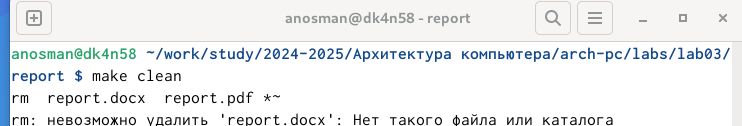 anosman@dk4n58 - report
anosman@dk4n58 ~/work/study/2024-2025/Архитектура компьютера/arch-pc/labs/lab03/
report $ make clean
rm  report.docx  report.pdf *~
rm: невозможно удалить 'report.docx': Нет такого файла или каталога